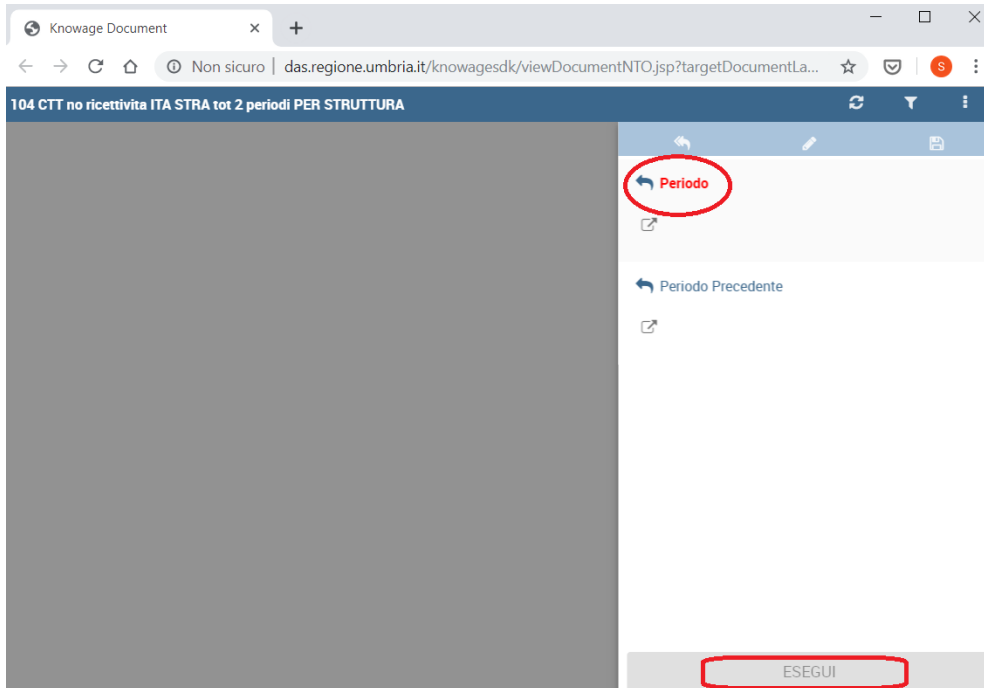 Knowage Document
Non sicuro | das.regione.umbria.it/knowagesdk/viewDocumentNTO.jsp?targetDocumentLa...
S
104 CTT no ricettivita ITA STRA tot 2 periodi PER STRUTTURA
Periodo
Periodo Precedente
ESEGUI